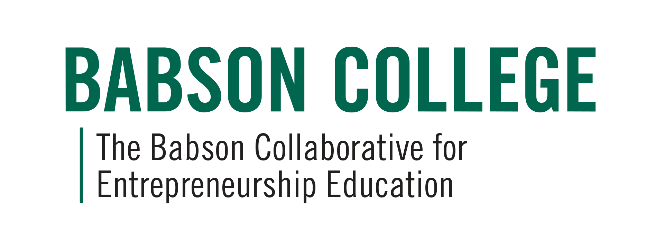 BABSON COLLEGE
The Babson Collaborative for
Entrepreneurship Education